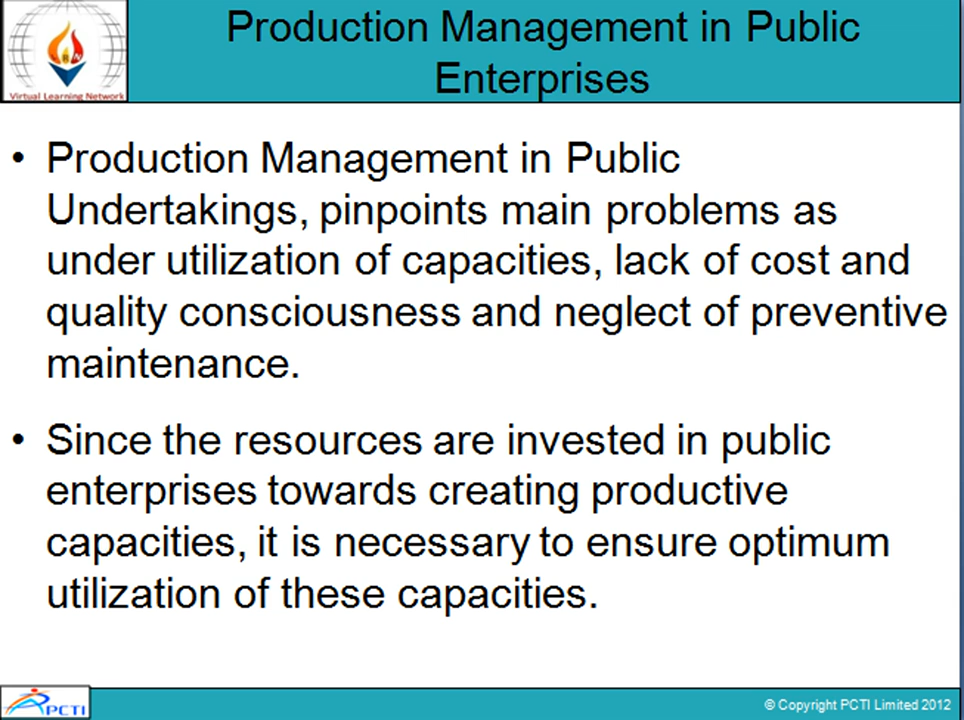 Production Management in Public
Enterprises
Virtual Learning Network
• Production Management in Public
Undertakings, pinpoints main problems as
under utilization of capacities, lack of cost and
quality consciousness and neglect of preventive
maintenance.
• Since the resources are invested in public
enterprises towards creating productive
capacities, it is necessary to ensure optimum
utilization of these capacities.
PCTI
© Copyright PCTI Limited 2012